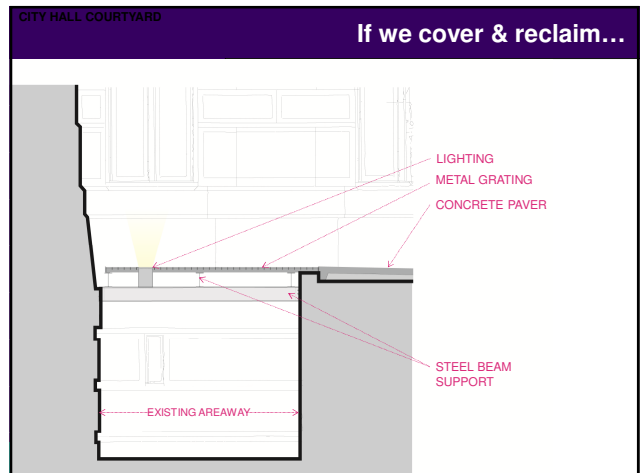 CITY HALL COURTYARD
If we cover & reclaim…
LIGHTING
METAL GRATING
CONCRETE PAVER
STEEL BEAM
SUPPORT
EXISTING AREAWAY